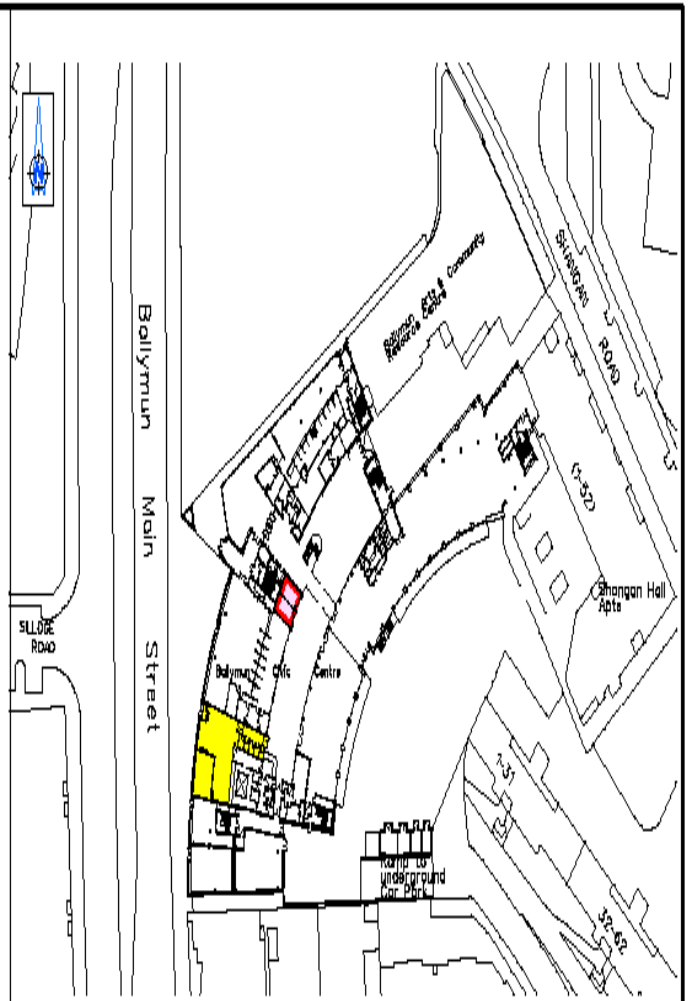 SHANGAN ROAD
Ballymun Arts & Community
Resource Centre
(1-52)
Shangan Hall
Apts
Ballymun Main Street
SILLOGE
ROAD
Ballymun Civic Centre
1-31
Ramp to
underground
Car Park
32-62
N